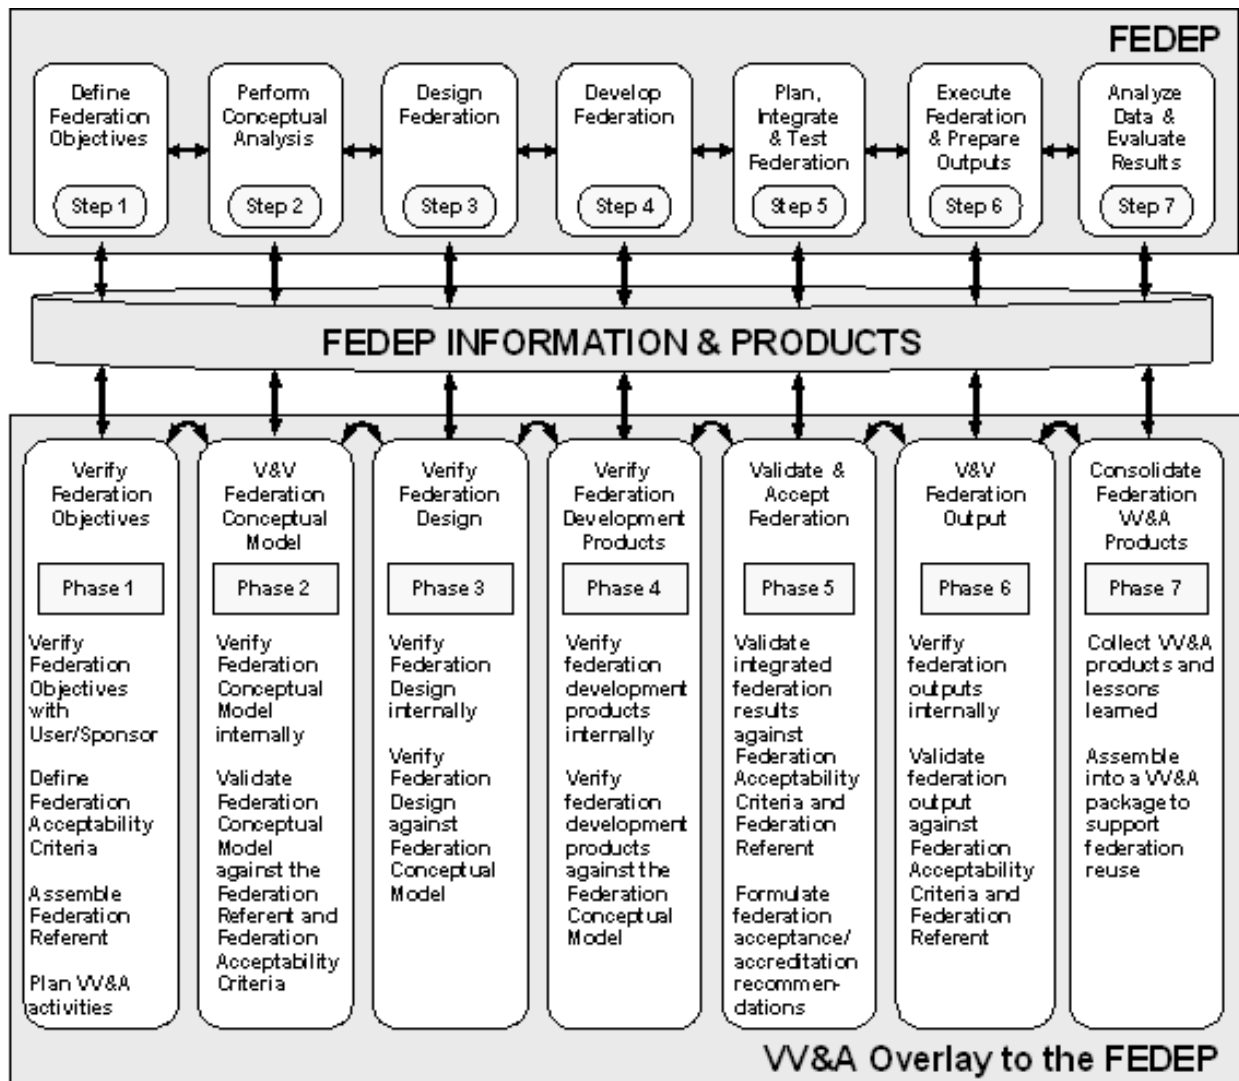 FEDEP
Define
Federation
Objectives
Step 1
Perform
Conceptual
Analysis
Step 2
Design
Federation
Step 3
Develop
Federation
Step 4
Plan,
Integrate
& Test
Federation
Step 5
Execute
Federation
& Prepare
Outputs
Step 6
Analyze
Data &
Evaluate
Results
Step 7
FEDEP INFORMATION & PRODUCTS
Verify
Federation
Objectives
Phase 1
Verify
Federation
Objectives
with
User/Sponsor
Define
Federation
Acceptability
Criteria
Assemble
Federation
Referent
Plan VV&A
activities
V&V
Federation
Conceptual
Model
Phase 2
Verify
Federation
Conceptual
Model
internally
Validate
Federation
Conceptual
Model
against the
Federation
Referent and
Federation
Acceptability
Criteria
Verify
Federation
Design
Phase 3
Verify
Federation
Design
internally
Verify
Federation
Design
against
Federation
Conceptual
Model
Verify
Federation
Development
Products
Phase 4
Verify
federation
development
products
internally
Verify
federation
development
products
against the
Federation
Conceptual
Model
Validate &
Accept
Federation
Phase 5
Validate
integrated
federation
results
against
Federation
Acceptability
Criteria and
Federation
Referent
Formulate
federation
acceptance/
accreditation
recommen-
dations
V&V
Federation
Output
Phase 6
Verify
federation
outputs
internally
Validate
federation
output
against
Federation
Acceptability
Criteria and
Federation
Referent
Consolidate
Federation
VV&A
Products
Phase 7
Collect VV&A
products and
lessons
learned
Assemble
into a VV&A
package to
support
federation
reuse
VV&A Overlay to the FEDEP